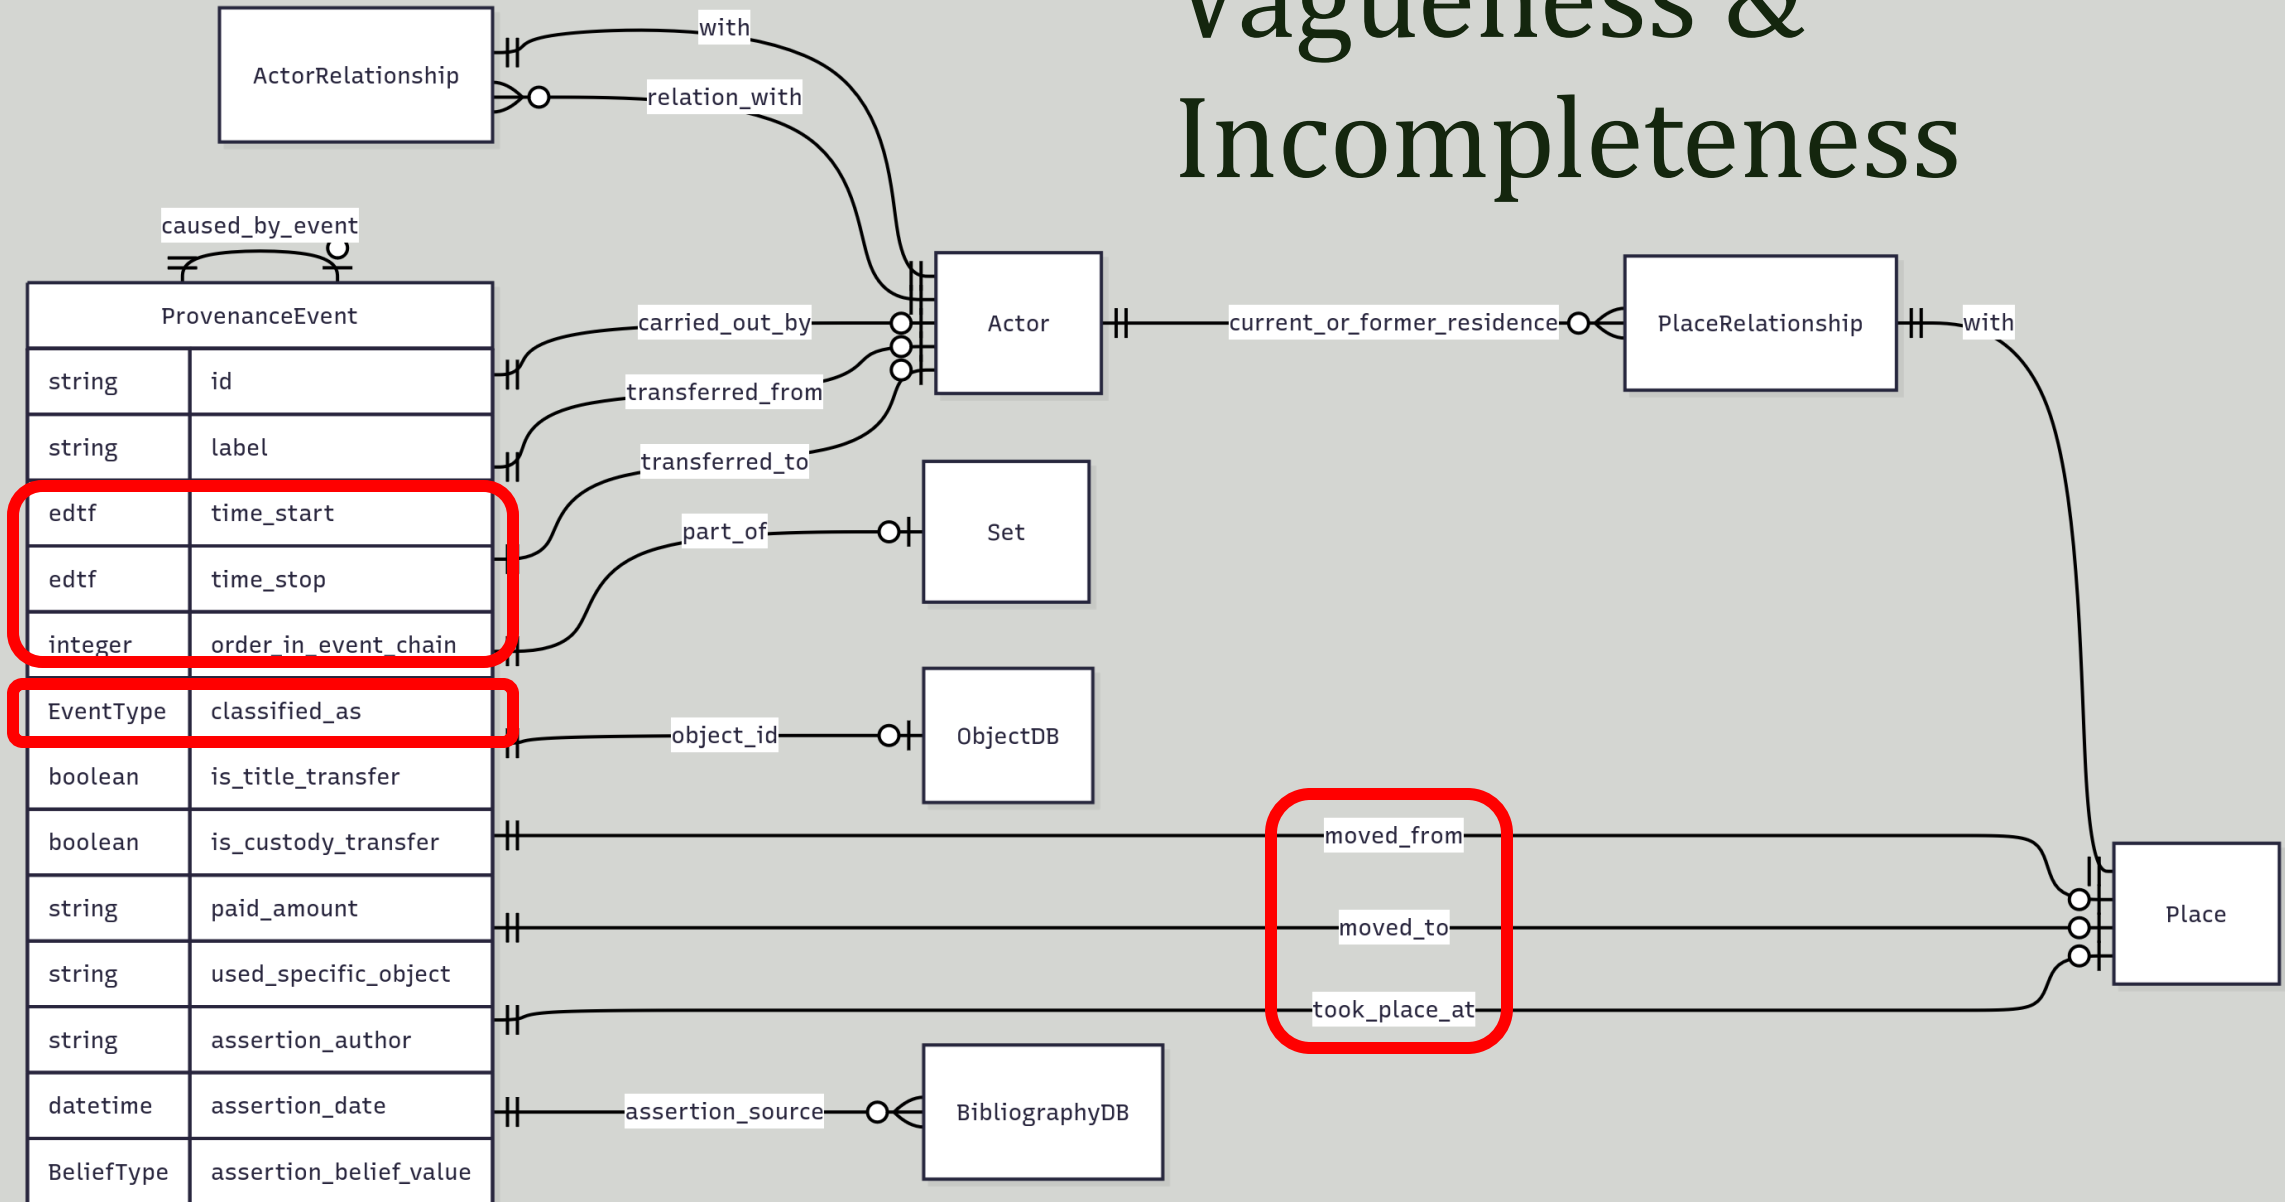 Vagueness &
Incompleteness
ActorRelationship
with
relation_with
caused_by_event
ProvenanceEvent
string id
string label
edtf time_start
edtf time_stop
integer order_in_event_chain
EventType classified_as
boolean is_title_transfer
boolean is_custody_transfer
string paid_amount
string used_specific_object
string assertion_author
datetime assertion_date
BeliefType assertion_belief_value
carried_out_by
transferred_from
transferred_to
part_of
object_id
Actor
current_or_former_residence
PlaceRelationship
with
Set
ObjectDB
moved_from
moved_to
took_place_at
Place
assertion_source
BibliographyDB